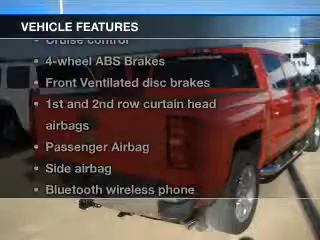 VEHICLE FEATURES
Cruise control
4-wheel ABS Brakes
Front Ventilated disc brakes
1st and 2nd row curtain head
airbags
Passenger Airbag
Side airbag
Bluetooth wireless phone